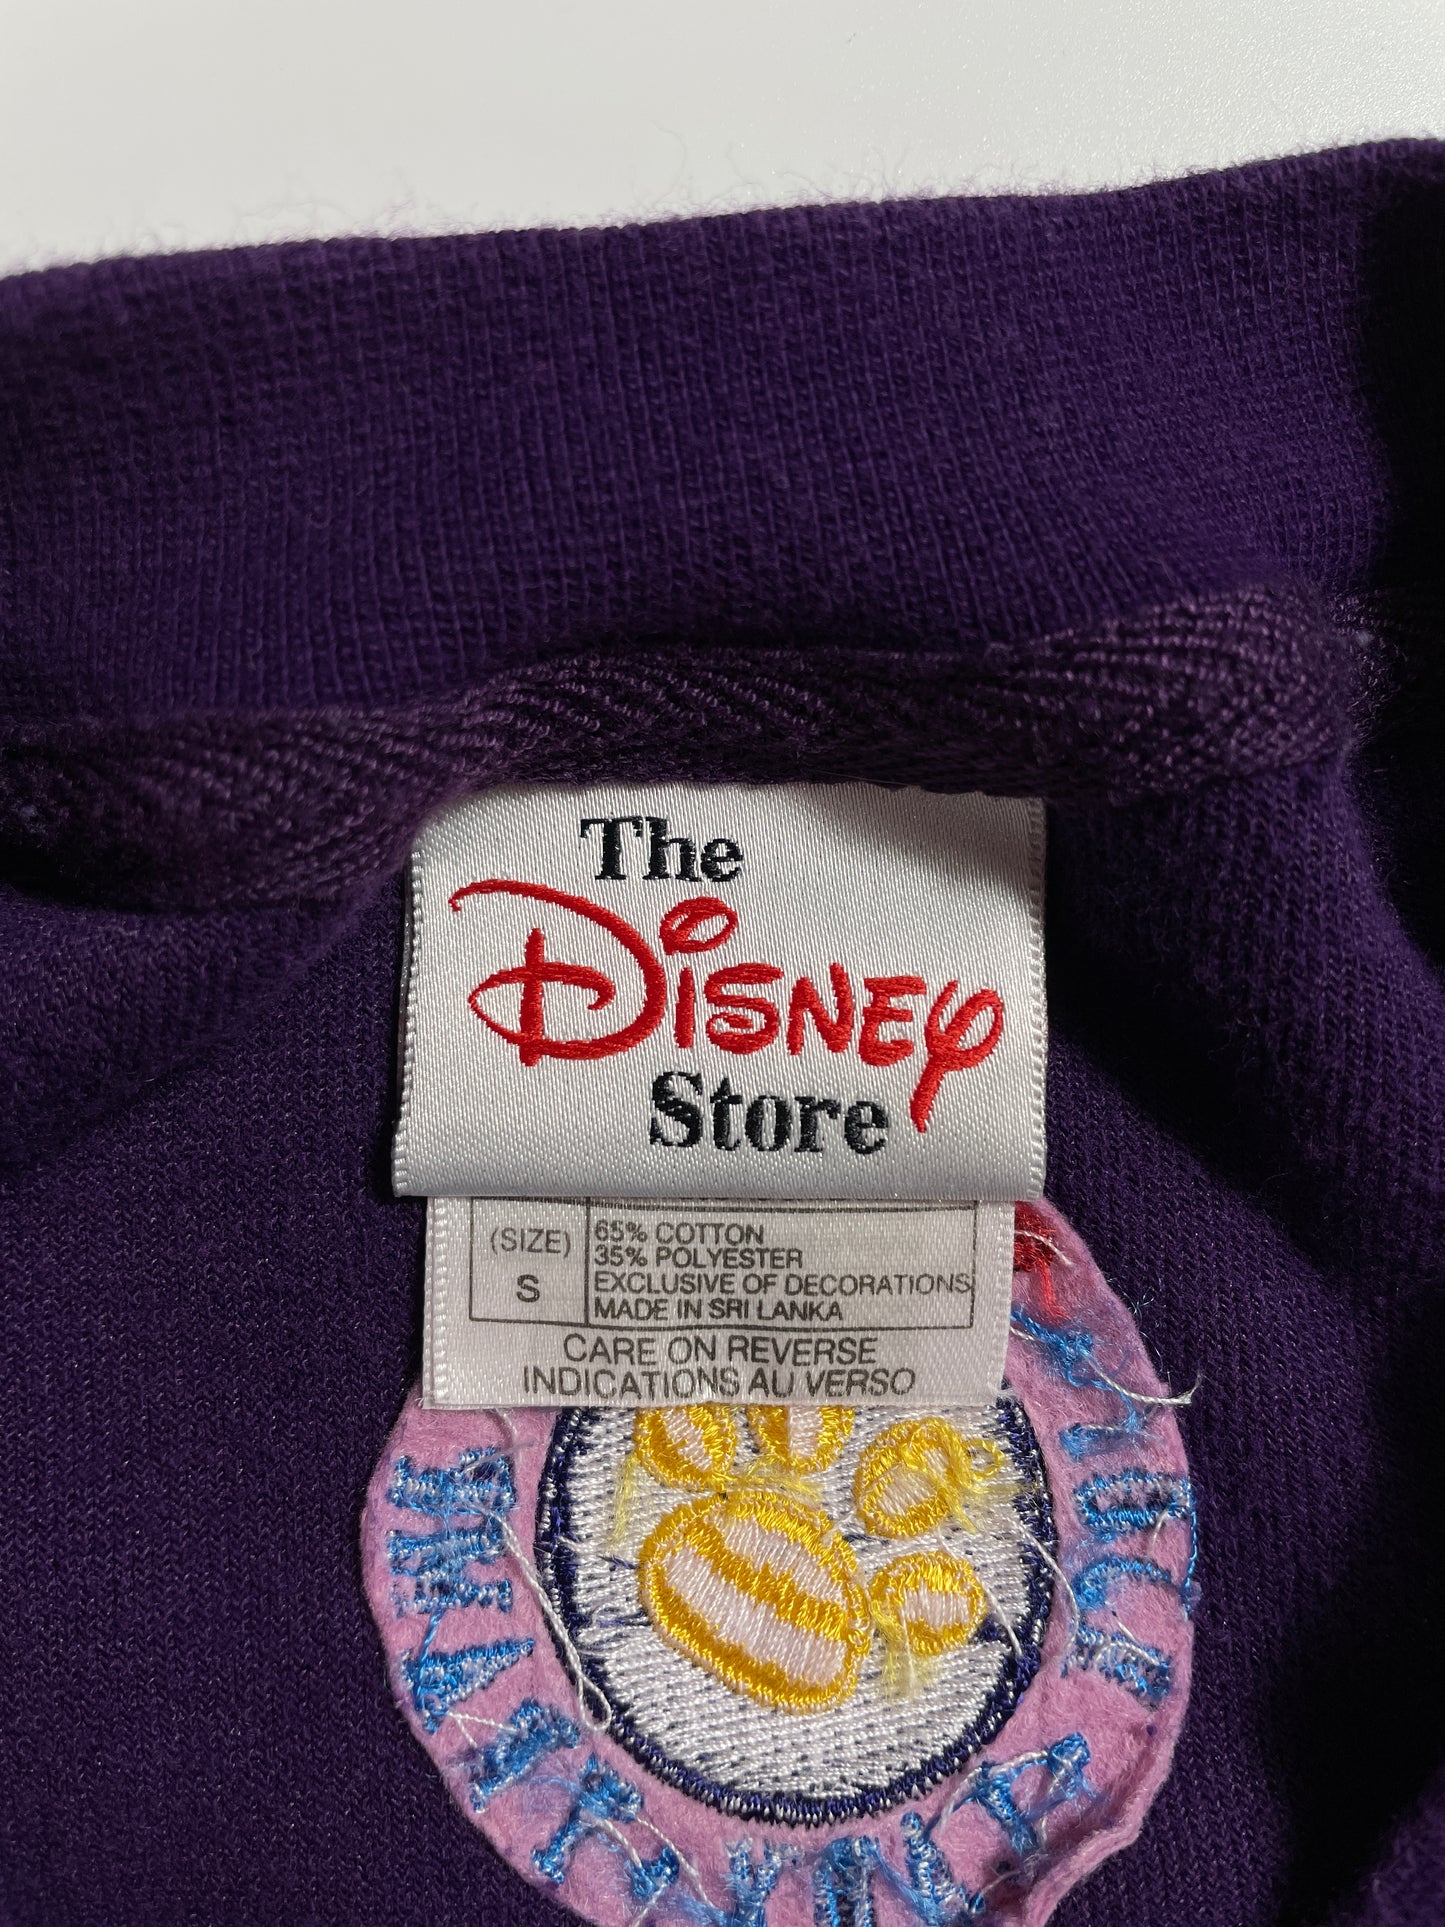 The
Disney
Store
(SIZE)
S
65% COTTON
35% POLYESTER
EXCLUSIVE OF DECORATIONS
MADE IN SRI LANKA
CARE ON REVERSE
INDICATIONS AU VERSO